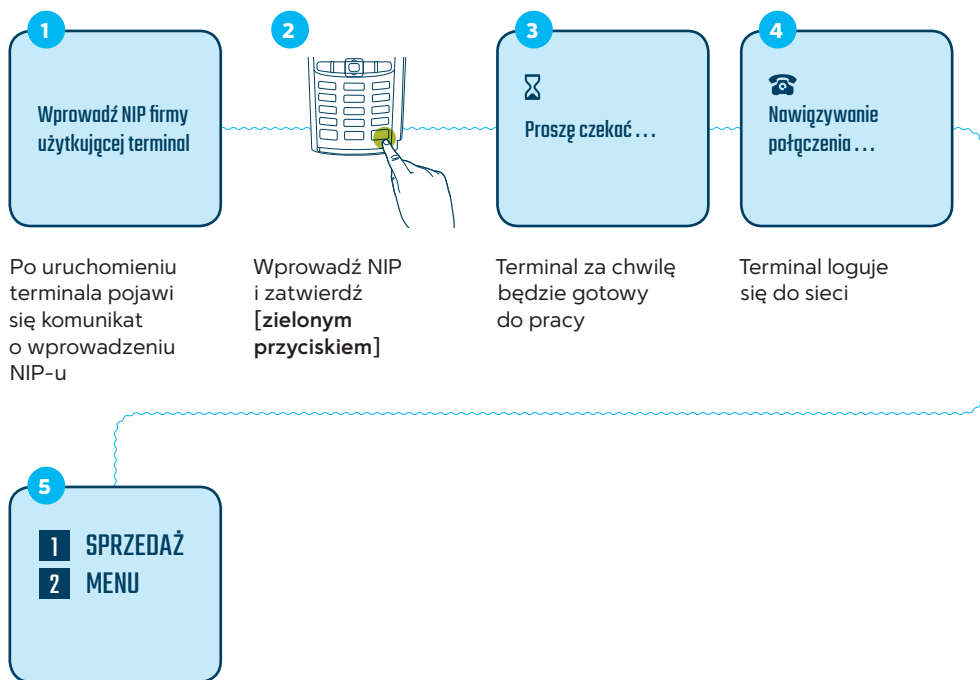 1
Wprowadź NIP firmy
użytkującej terminal
Po uruchomieniu
terminala pojawi
się komunikat
o wprowadzeniu
NIP-u
2
Wprowadź NIP
i zatwierdź
[zielonym
przyciskiem]
3
Proszę czekać ...
Terminal za chwilę
będzie gotowy
do pracy
4
Nawiązywanie
połączenia ...
Terminal loguje
się do sieci
5
1 SPRZEDAŻ
2 MENU